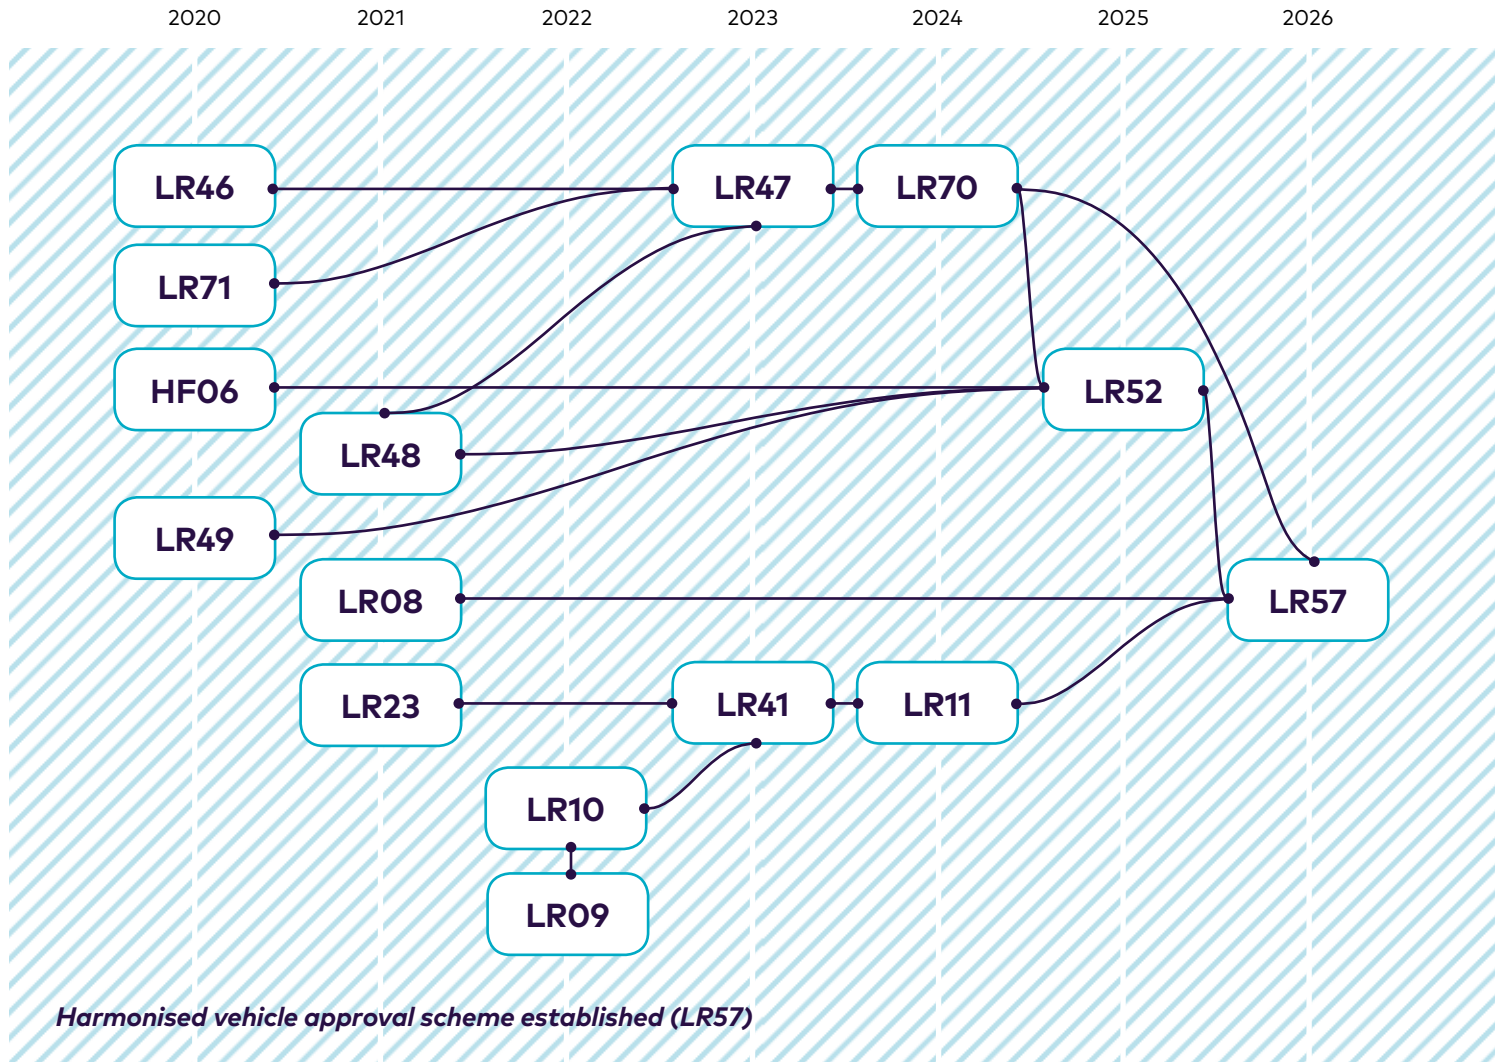 2020 2021 2022 2023 2024 2025 2026
LR46 LR47 LR70
LR71
HF06 LR52
LR48
LR49
LR08 LR57
LR23 LR41 LR11
LR10
LR09
Harmonised vehicle approval scheme established (LR57)